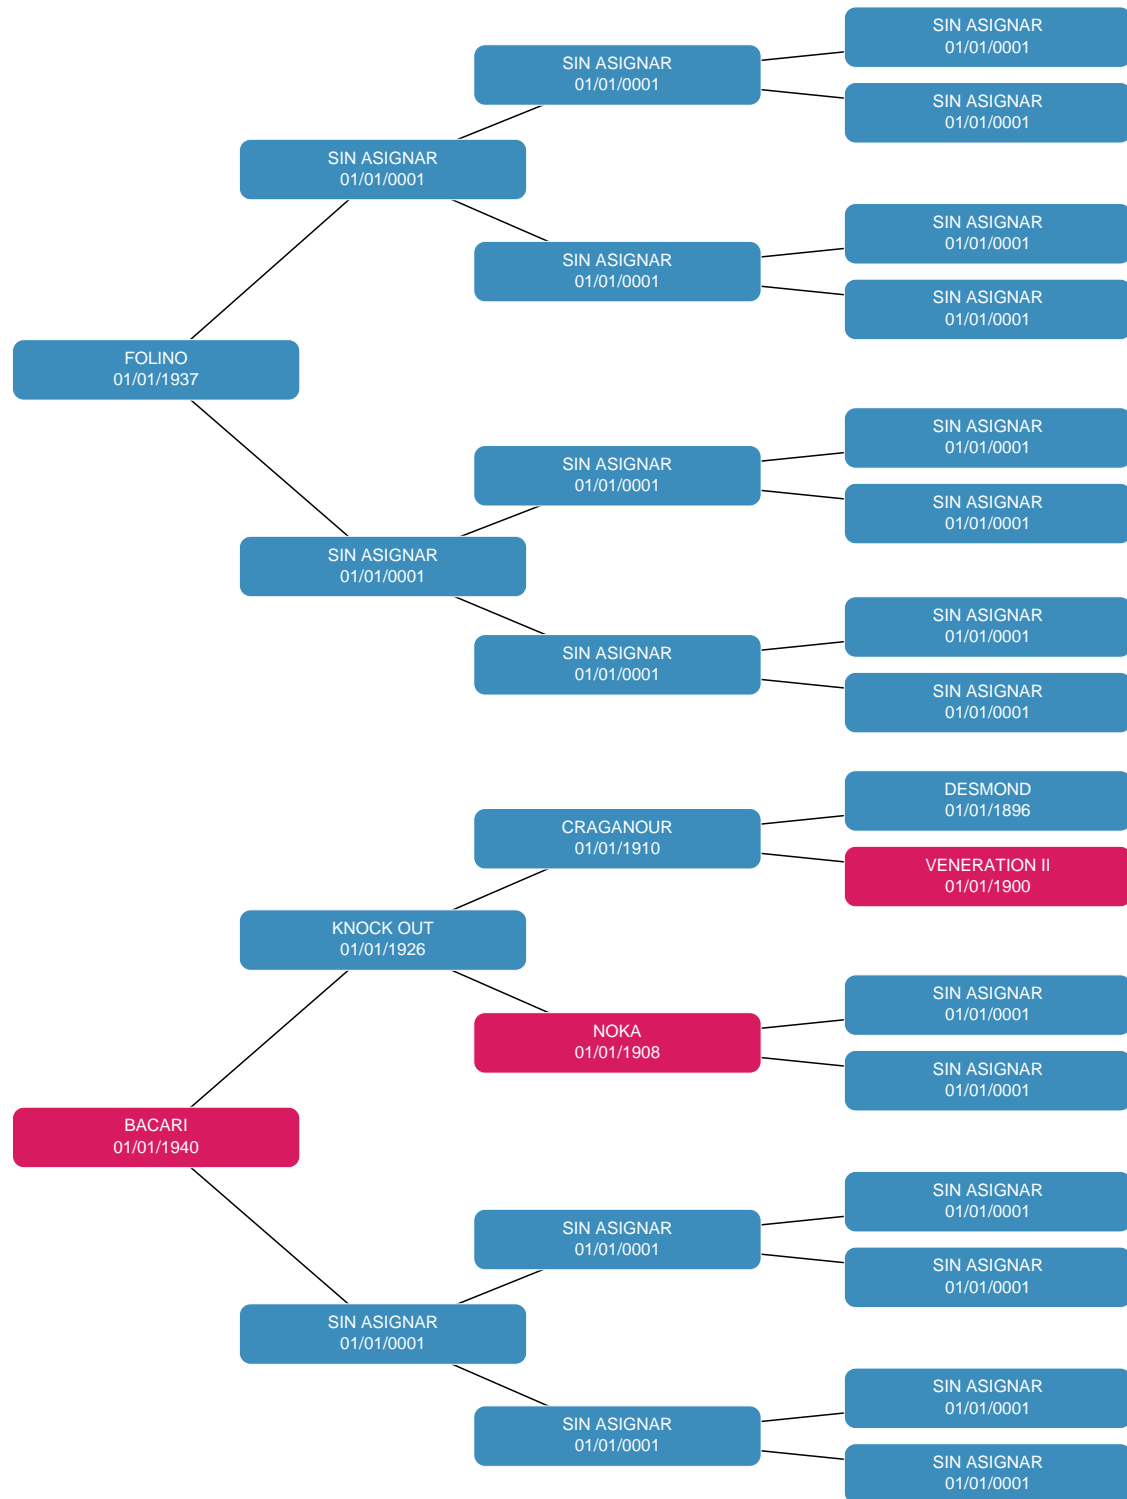 SIN ASIGNAR
01/01/0001
SIN ASIGNAR
01/01/0001
SIN ASIGNAR
01/01/0001
SIN ASIGNAR
01/01/0001
SIN ASIGNAR
01/01/0001
SIN ASIGNAR
01/01/0001
SIN ASIGNAR
01/01/0001
FOLINO
01/01/1937
SIN ASIGNAR
01/01/0001
SIN ASIGNAR
01/01/0001
SIN ASIGNAR
01/01/0001
SIN ASIGNAR
01/01/0001
SIN ASIGNAR
01/01/0001
SIN ASIGNAR
01/01/0001
SIN ASIGNAR
01/01/0001
DESMOND
01/01/1896
CRAGANOUR
01/01/1910
VENERATION II
01/01/1900
KNOCK OUT
01/01/1926
SIN ASIGNAR
01/01/0001
NOKA
01/01/1908
SIN ASIGNAR
01/01/0001
BACARI
01/01/1940
SIN ASIGNAR
01/01/0001
SIN ASIGNAR
01/01/0001
SIN ASIGNAR
01/01/0001
SIN ASIGNAR
01/01/0001
SIN ASIGNAR
01/01/0001
SIN ASIGNAR
01/01/0001
SIN ASIGNAR
01/01/0001